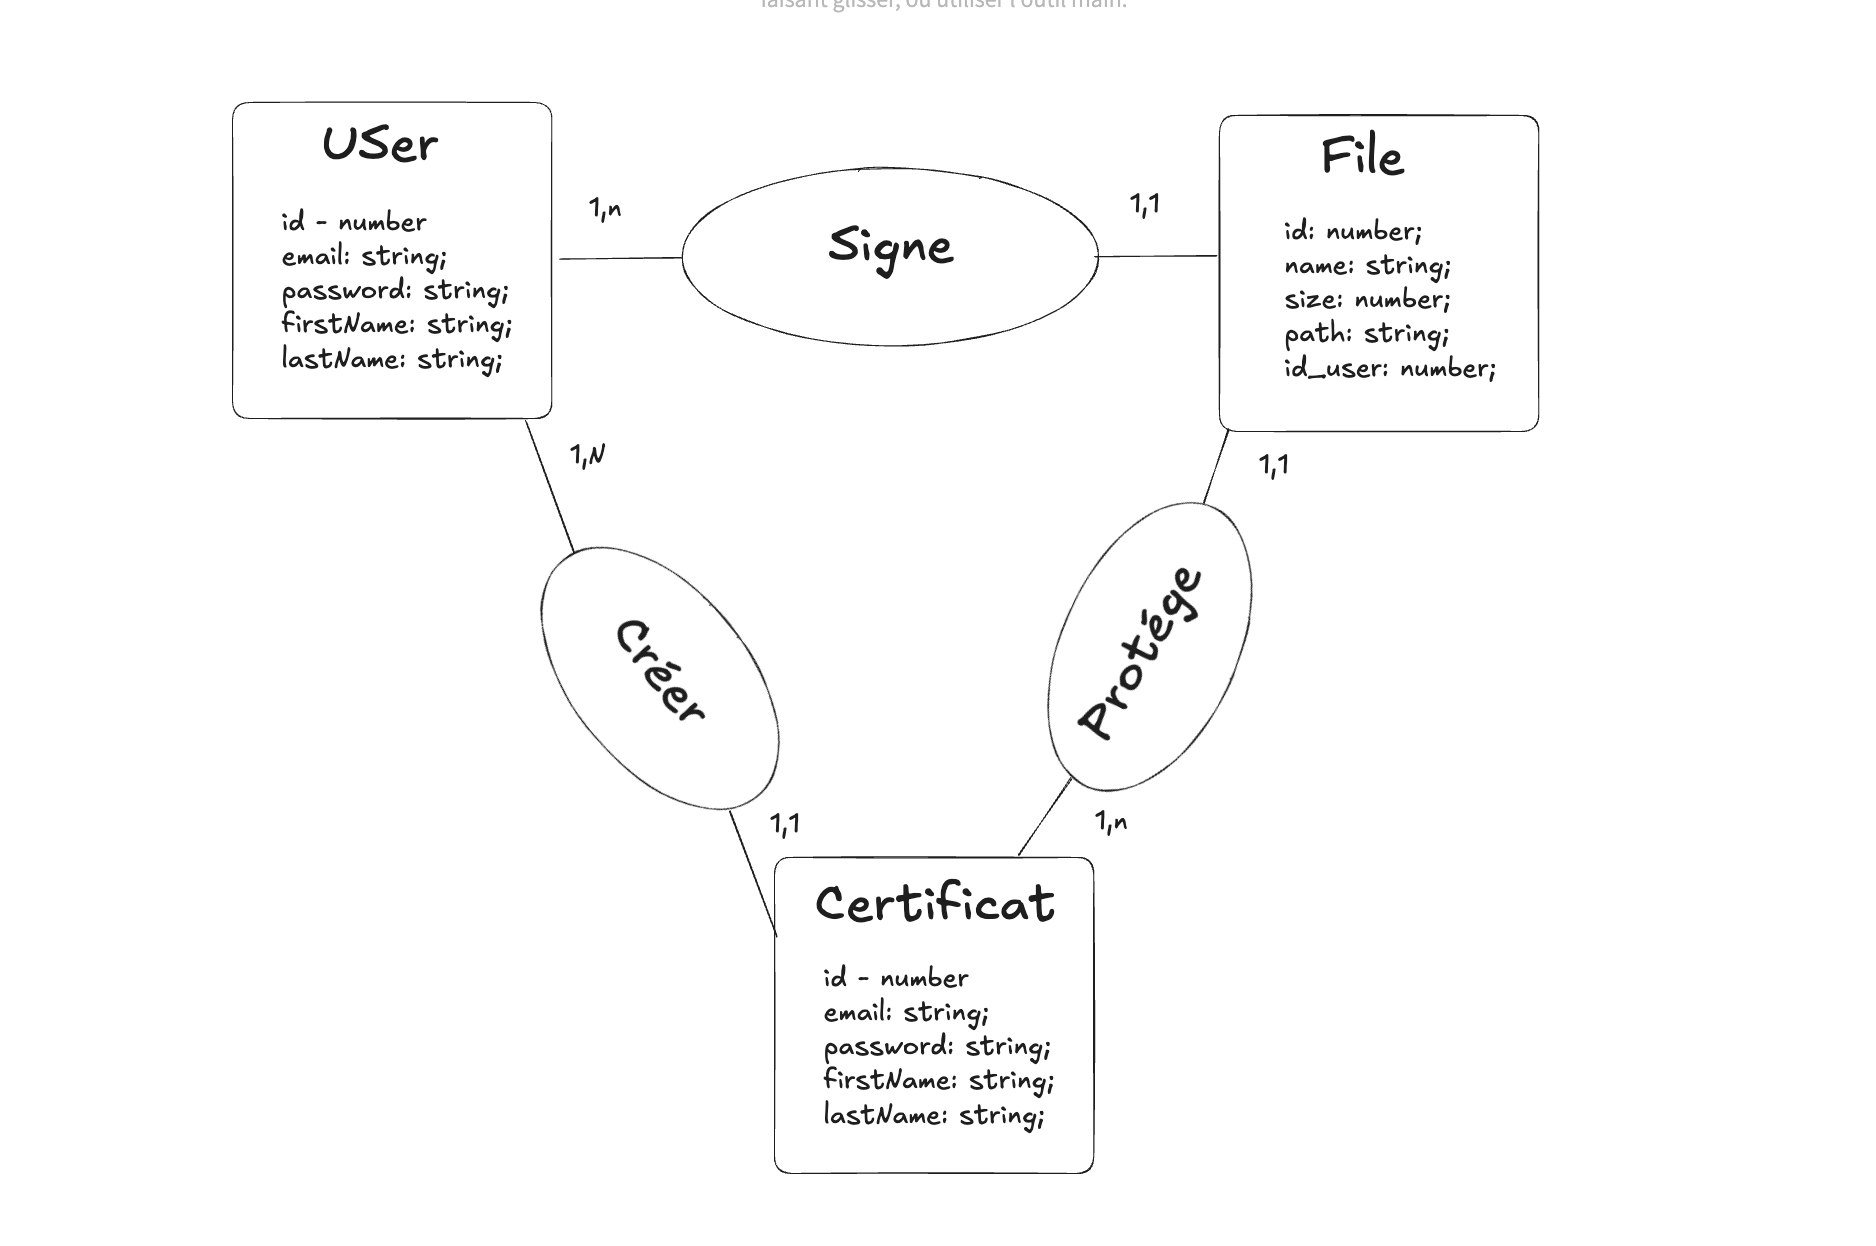 faisant glisser, ou utiliser l'outil main.
USer
id - number
email: string;
password: string;
firstName: string;
lastName: string;
1,n
Signe
1,1
File
id: number;
name: string;
size: number;
path: string;
id_user: number;
1,N
Créer
1,1
1,1
Protége
1,n
Certificat
id - number
email: string;
password: string;
firstName: string;
lastName: string;